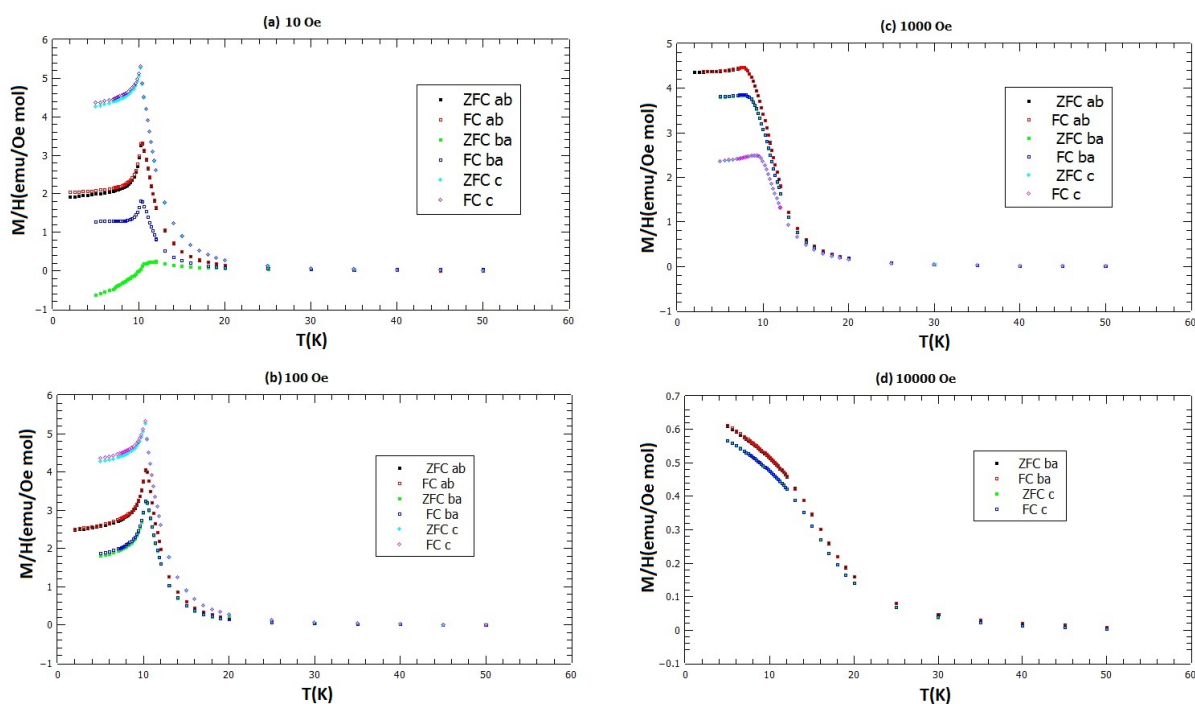 (a) 10 Oe
M/H(emu/Oe mol)
6
5
4
3
2
1
0
−1
0
10
20
30
40
50
60
T(K)
ZFC ab
FC ab
ZFC ba
FC ba
ZFC c
FC c
(c) 1000 Oe
M/H(emu/Oe mol)
5
4
3
2
1
0
−1
0
10
20
30
40
50
60
T(K)
ZFC ab
FC ab
ZFC ba
FC ba
ZFC c
FC c
(b) 100 Oe
M/H(emu/Oe mol)
6
5
4
3
2
1
0
−1
0
10
20
30
40
50
60
T(K)
ZFC ab
FC ab
ZFC ba
FC ba
ZFC c
FC c
(d) 10000 Oe
M/H(emu/Oe mol)
0.7
0.6
0.5
0.4
0.3
0.2
0.1
0
−0.1
0
10
20
30
40
50
60
T(K)
ZFC ba
FC ba
ZFC c
FC c